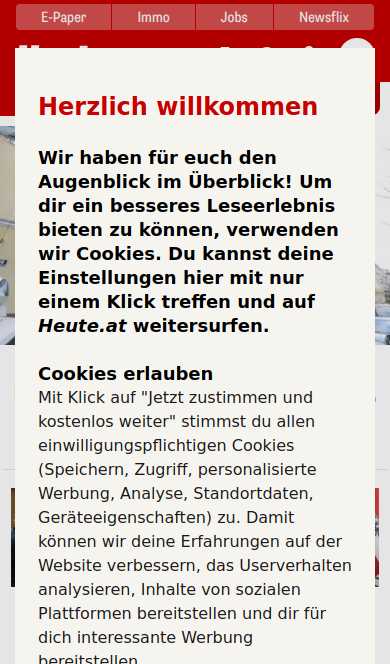 E-Paper Immo Jobs Newsflix
Herzlich willkommen
Wir haben für euch den
Augenblick im Überblick! Um
dir ein besseres Leseerlebnis
bieten zu können, verwenden
wir Cookies. Du kannst deine
Einstellungen hier mit nur
einem Klick treffen und auf
Heute.at weitersurfen.
Cookies erlauben
Mit Klick auf "Jetzt zustimmen und
kostenlos weiter" stimmst du allen
einwilligungspflichtigen Cookies
(Speichern, Zugriff, personalisierte
Werbung, Analyse, Standortdaten,
Geräteeigenschaften) zu. Damit
können wir deine Erfahrungen auf der
Website verbessern, das Userverhalten
analysieren, Inhalte von sozialen
Plattformen bereitstellen und dir für
dich interessante Werbung
bereitstellen